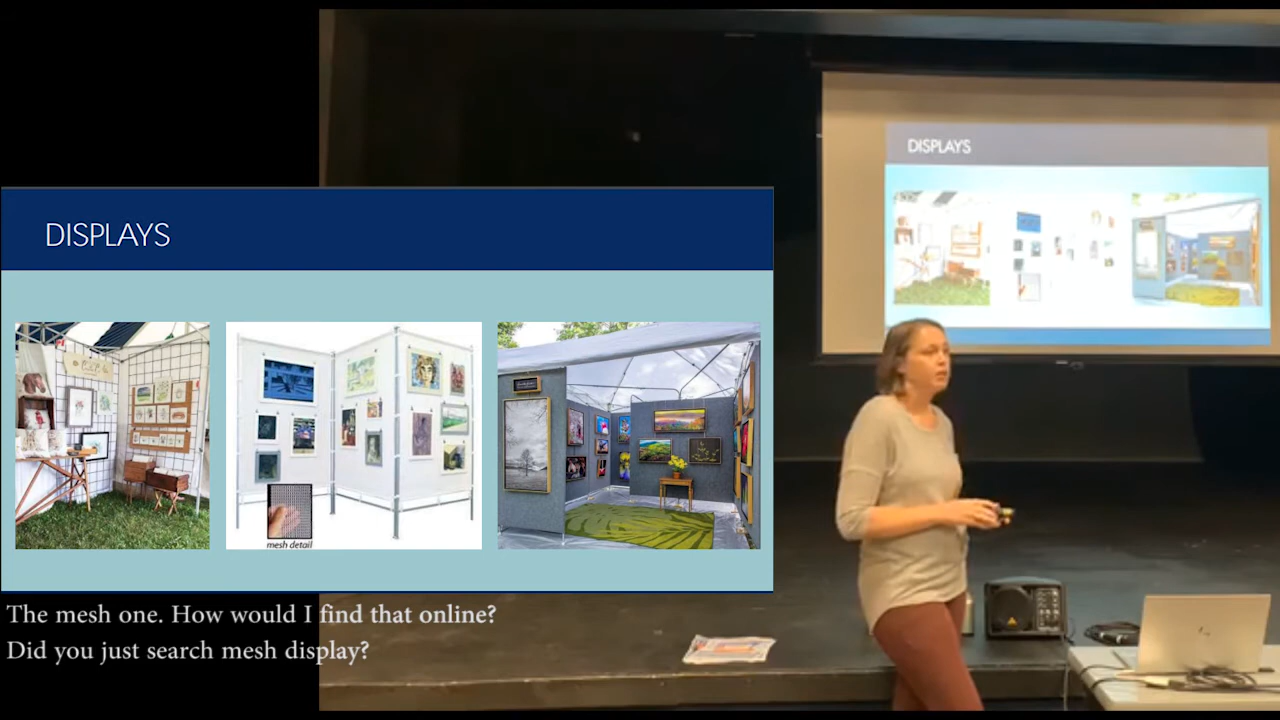 DISPLAYS
DISPLAYS
mesh detail
The mesh one. How would I find that online?
Did you just search mesh display?